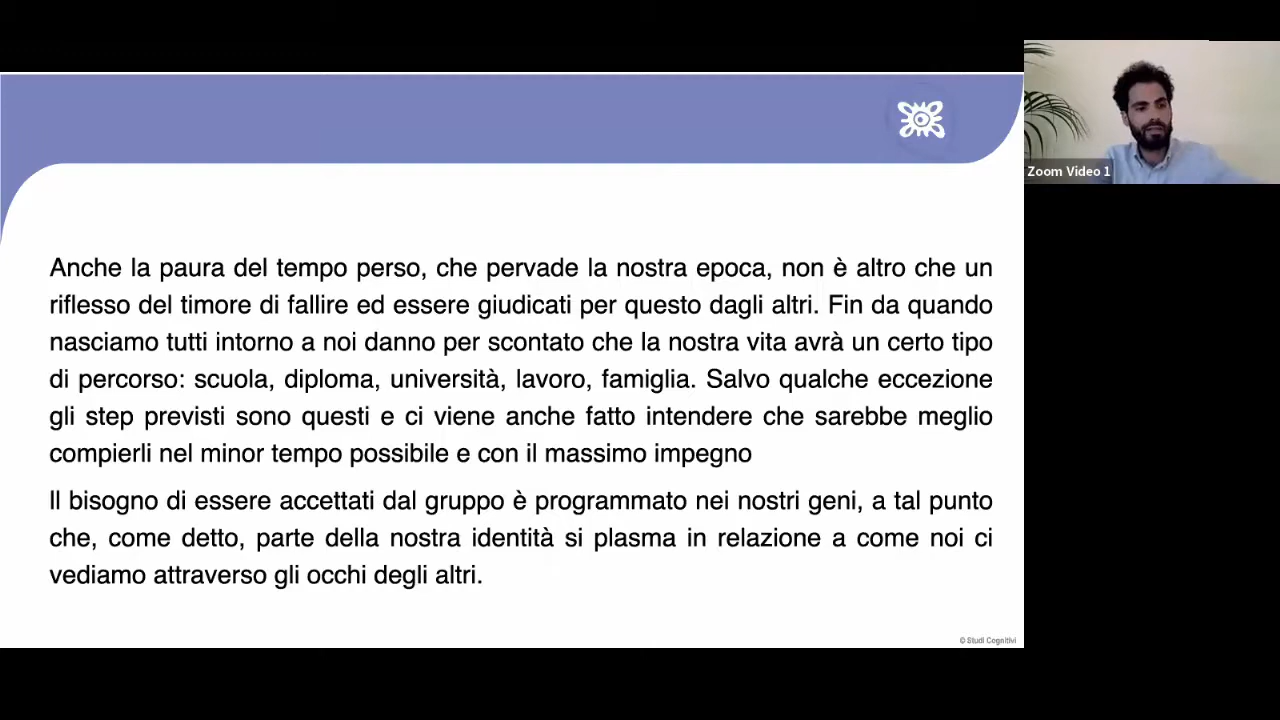 Zoom Video 1
Anche la paura del tempo perso, che pervade la nostra epoca, non è altro che un
riflesso del timore di fallire ed essere giudicati per questo dagli altri. Fin da quando
nasciamo tutti intorno a noi danno per scontato che la nostra vita avrà un certo tipo
di percorso: scuola, diploma, università, lavoro, famiglia. Salvo qualche eccezione
gli step previsti sono questi e ci viene anche fatto intendere che sarebbe meglio
compierli nel minor tempo possibile e con il massimo impegno
Il bisogno di essere accettati dal gruppo è programmato nei nostri geni, a tal punto
che, come detto, parte della nostra identità si plasma in relazione a come noi ci
vediamo attraverso gli occhi degli altri.
© Studi Cognitivi